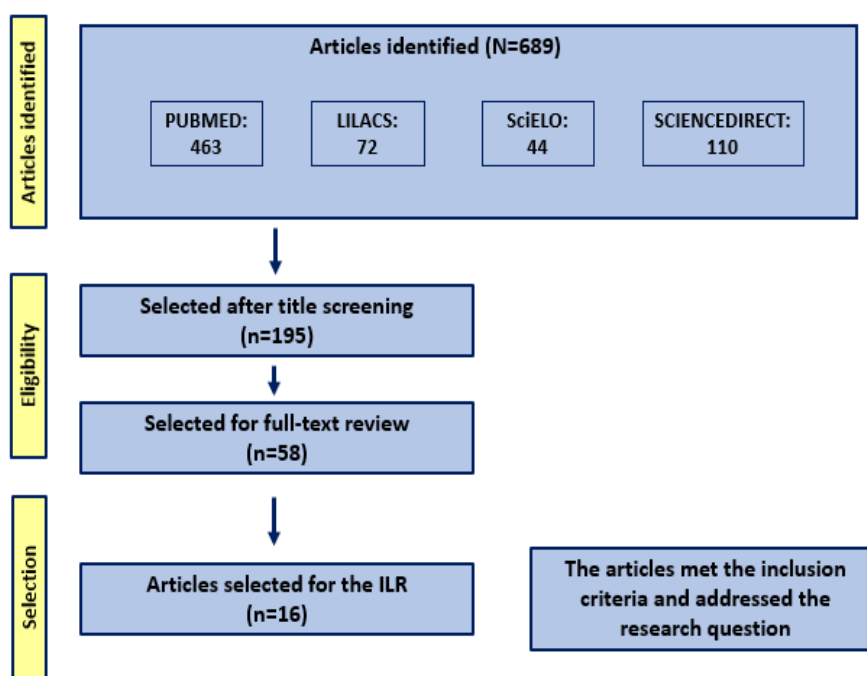 Articles identified
Articles identified (N=689)
PUBMED:
463
LILACS:
72
SciELO:
44
SCIENCEDIRECT:
110
Eligibility
Selected after title screening
(n=195)
Selected for full-text review
(n=58)
Selection
Articles selected for the ILR
(n=16)
The articles met the inclusion
criteria and addressed the
research question